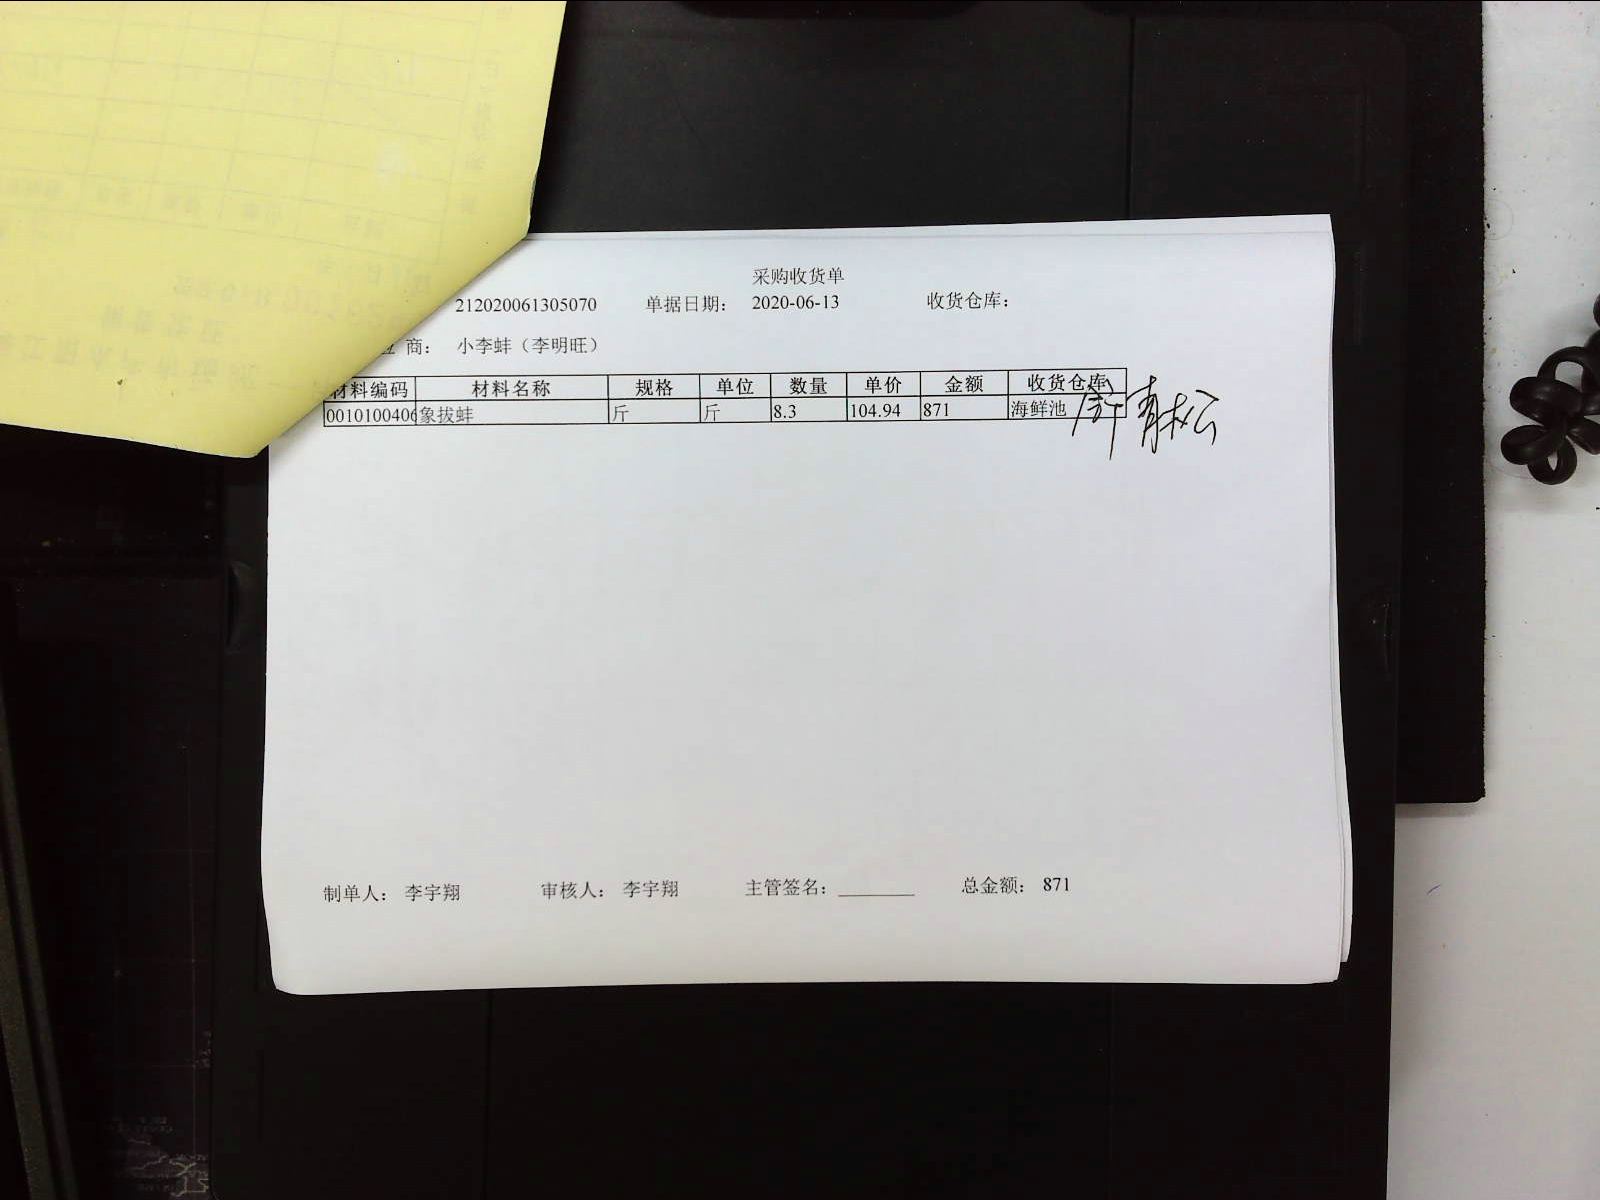 采购收货单
212020061305070 单据日期: 2020-06-13 收货仓库:
商: 小李蚌（李明旺）
材料编码 材料名称 规格 单位 数量 单价 金额 收货仓库
0010100406 象拔蚌 斤 斤 8.3 104.94 871 海鲜池
青松
制单人: 李宇翔 审核人: 李宇翔 主管签名: 总金额: 871